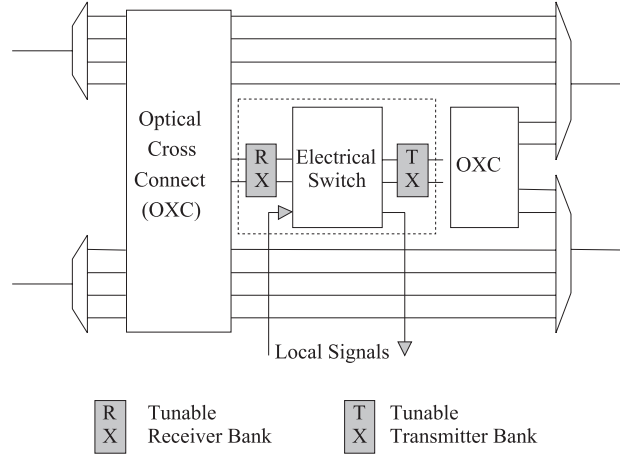 Optical
Cross
Connect
(OXC)
R
X
Electrical
Switch
T
X
OXC
Local Signals
R
X
Tunable
Receiver Bank
T
X
Tunable
Transmitter Bank